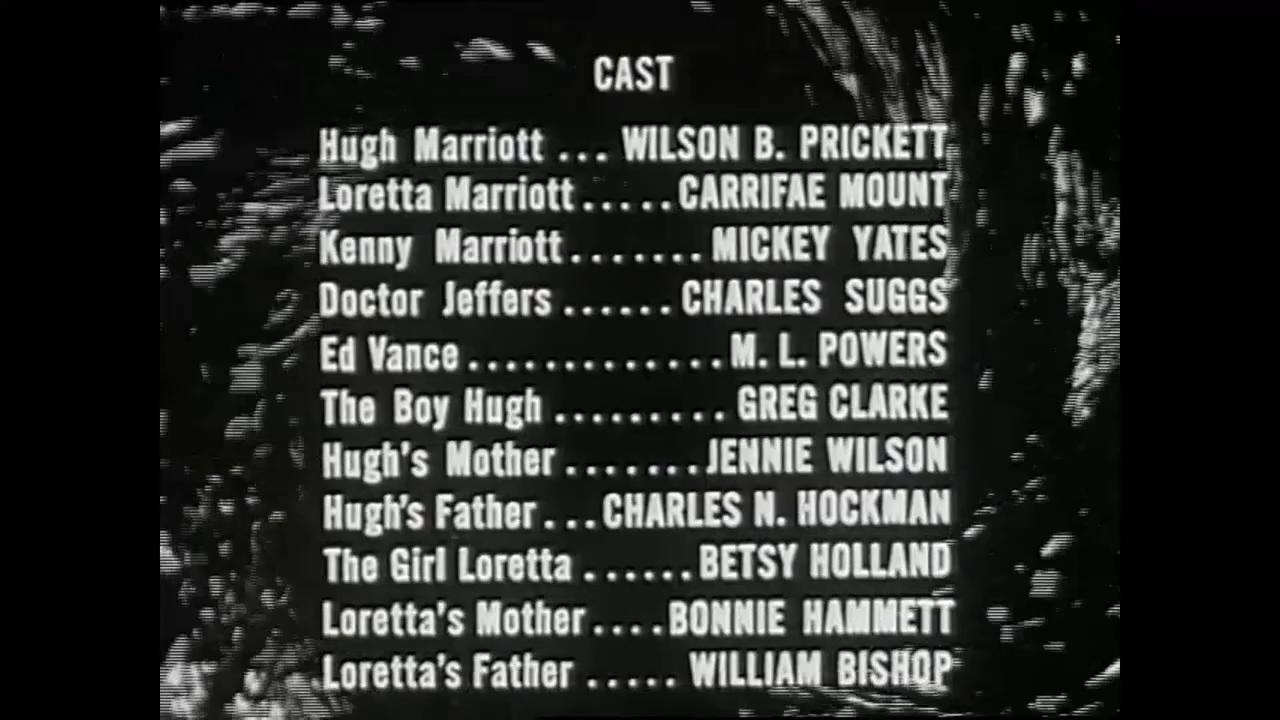 CAST
Hugh Marriott ... WILSON B. PRICKETT
Loretta Marriott ..... CARRIFAE MOUNT
Kenny Marriott ....... MICKEY YATES
Doctor Jeffers ...... CHARLES SUGGS
Ed Vance ............. M. L. POWERS
The Boy Hugh ......... GREG CLARKE
Hugh's Mother ....... JENNIE WILSON
Hugh's Father ... CHARLES N. HOCKMAN
The Girl Loretta ...... BETSY HOLLAND
Loretta's Mother .... BONNIE HAMMETT
Loretta's Father ..... WILLIAM BISHOP